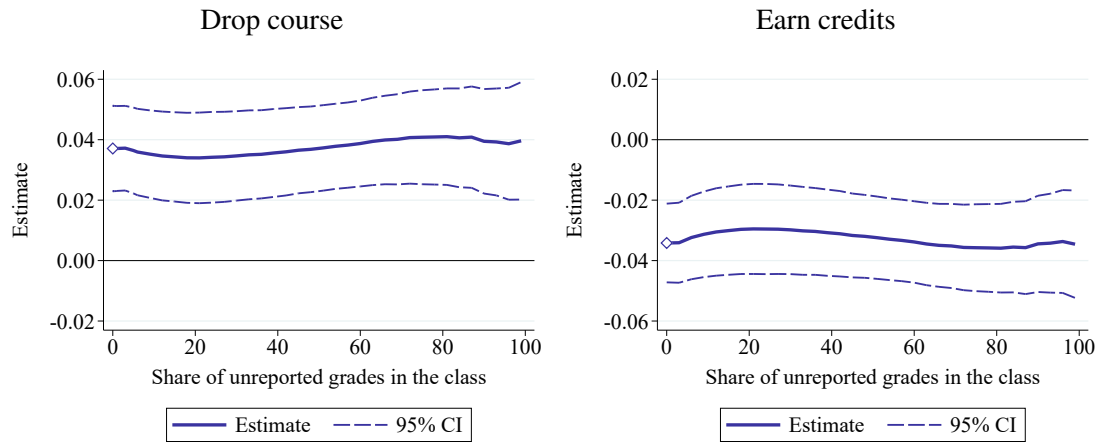 Drop course
Estimate
0.06
0.04
0.02
0.00
-0.02
0 20 40 60 80 100
Share of unreported grades in the class
Estimate 95% CI
Earn credits
Estimate
0.02
0.00
-0.02
-0.04
-0.06
0 20 40 60 80 100
Share of unreported grades in the class
Estimate 95% CI